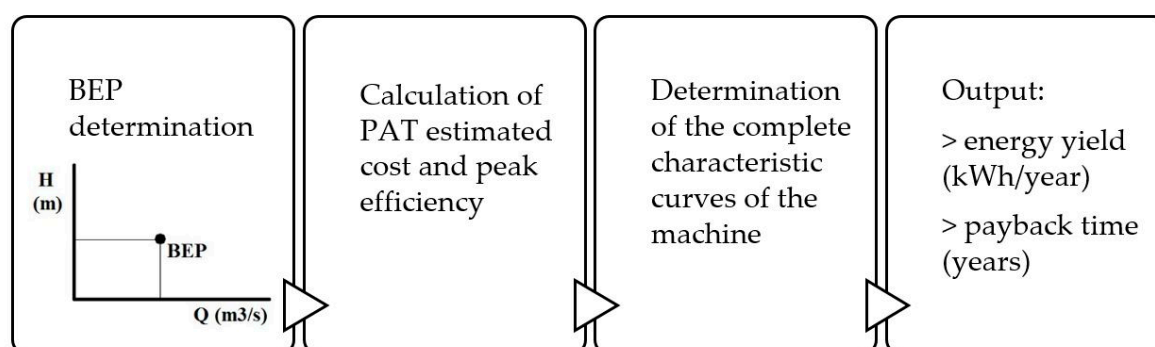 BEP
determination
H
(m)
BEP
Q (m3/s)
Calculation of
PAT estimated
cost and peak
efficiency
Determination
of the complete
characteristic
curves of the
machine
Output:
> energy yield
(kWh/year)
> payback time
(years)